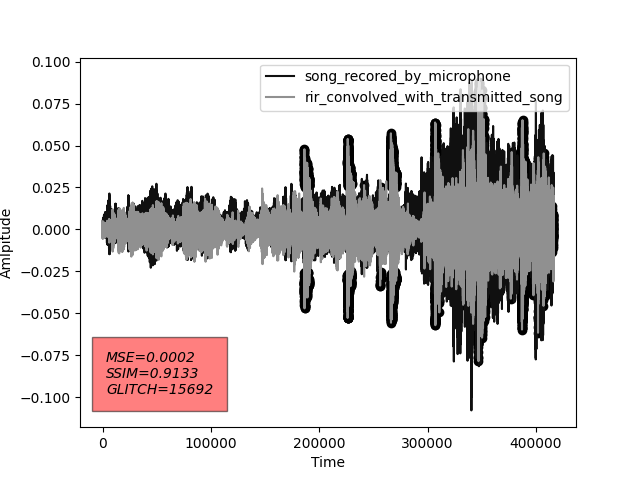 0.100
0.075
0.050
0.025
0.000
−0.025
−0.050
−0.075
−0.100
Amlpitude
song_recored_by_microphone
rir_convolved_with_transmitted_song
MSE=0.0002
SSIM=0.9133
GLITCH=15692
0 100000 200000 300000 400000
Time